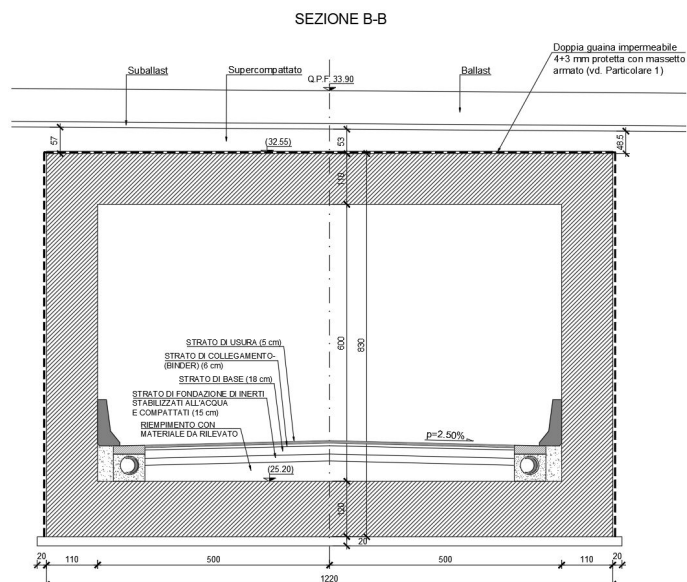 SEZIONE B-B
Doppia guaina impermeabile
4+3 mm protetta con massetto
armato (vd. Particolare 1)
Suballast
Supercompattato
Q.P.F. 33.90
Ballast
57
(32.55)
53
48.5
110
600
830
STRATO DI USURA (5 cm)
STRATO DI COLLEGAMENTO-
(BINDER) (6 cm)
STRATO DI BASE (18 cm)
STRATO DI FONDAZIONE DI INERTI
STABILIZZATI ALL'ACQUA
E COMPATTATI (15 cm)
RIEMPIMENTO CON
MATERIALE DA RILEVATO
p=2.50%
(25.20)
120
20
20 110 500 500 110 20
1220